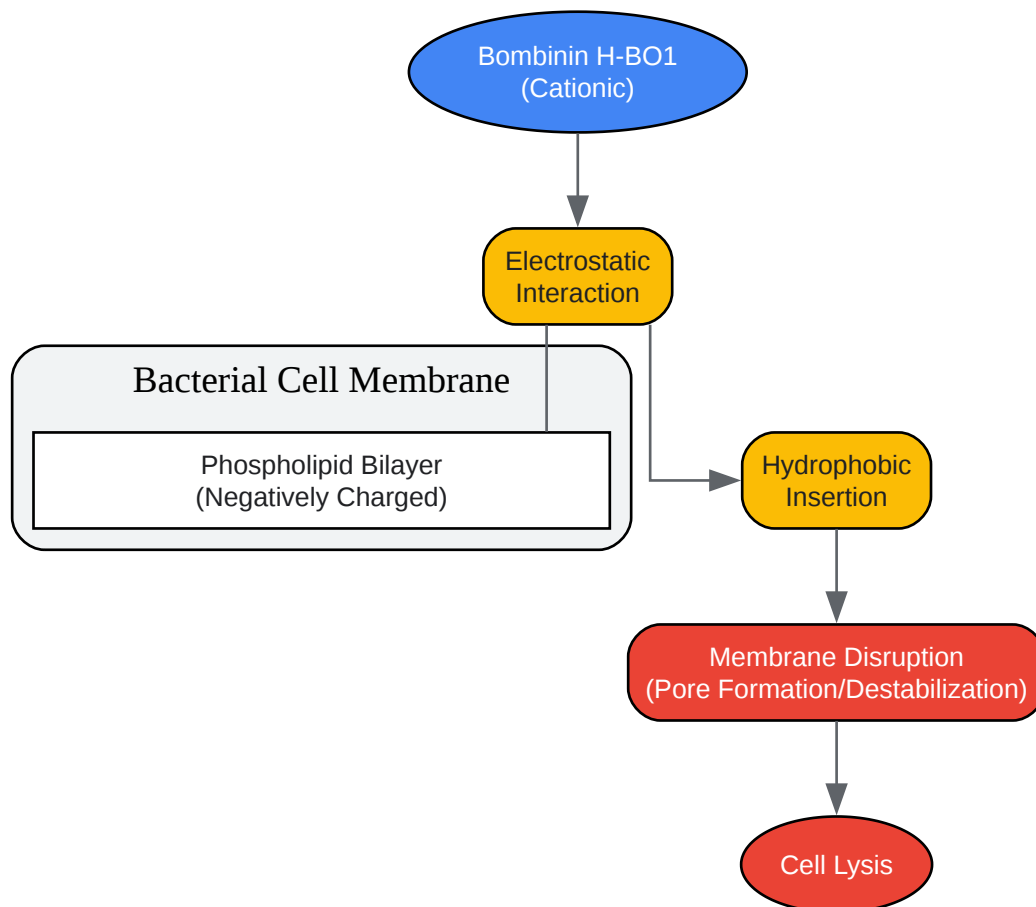 Bombinin H-BO1
(Cationic)
Electrostatic
Interaction
Bacterial Cell Membrane
Phospholipid Bilayer
(Negatively Charged)
Hydrophobic
Insertion
Membrane Disruption
(Pore Formation/Destabilization)
Cell Lysis